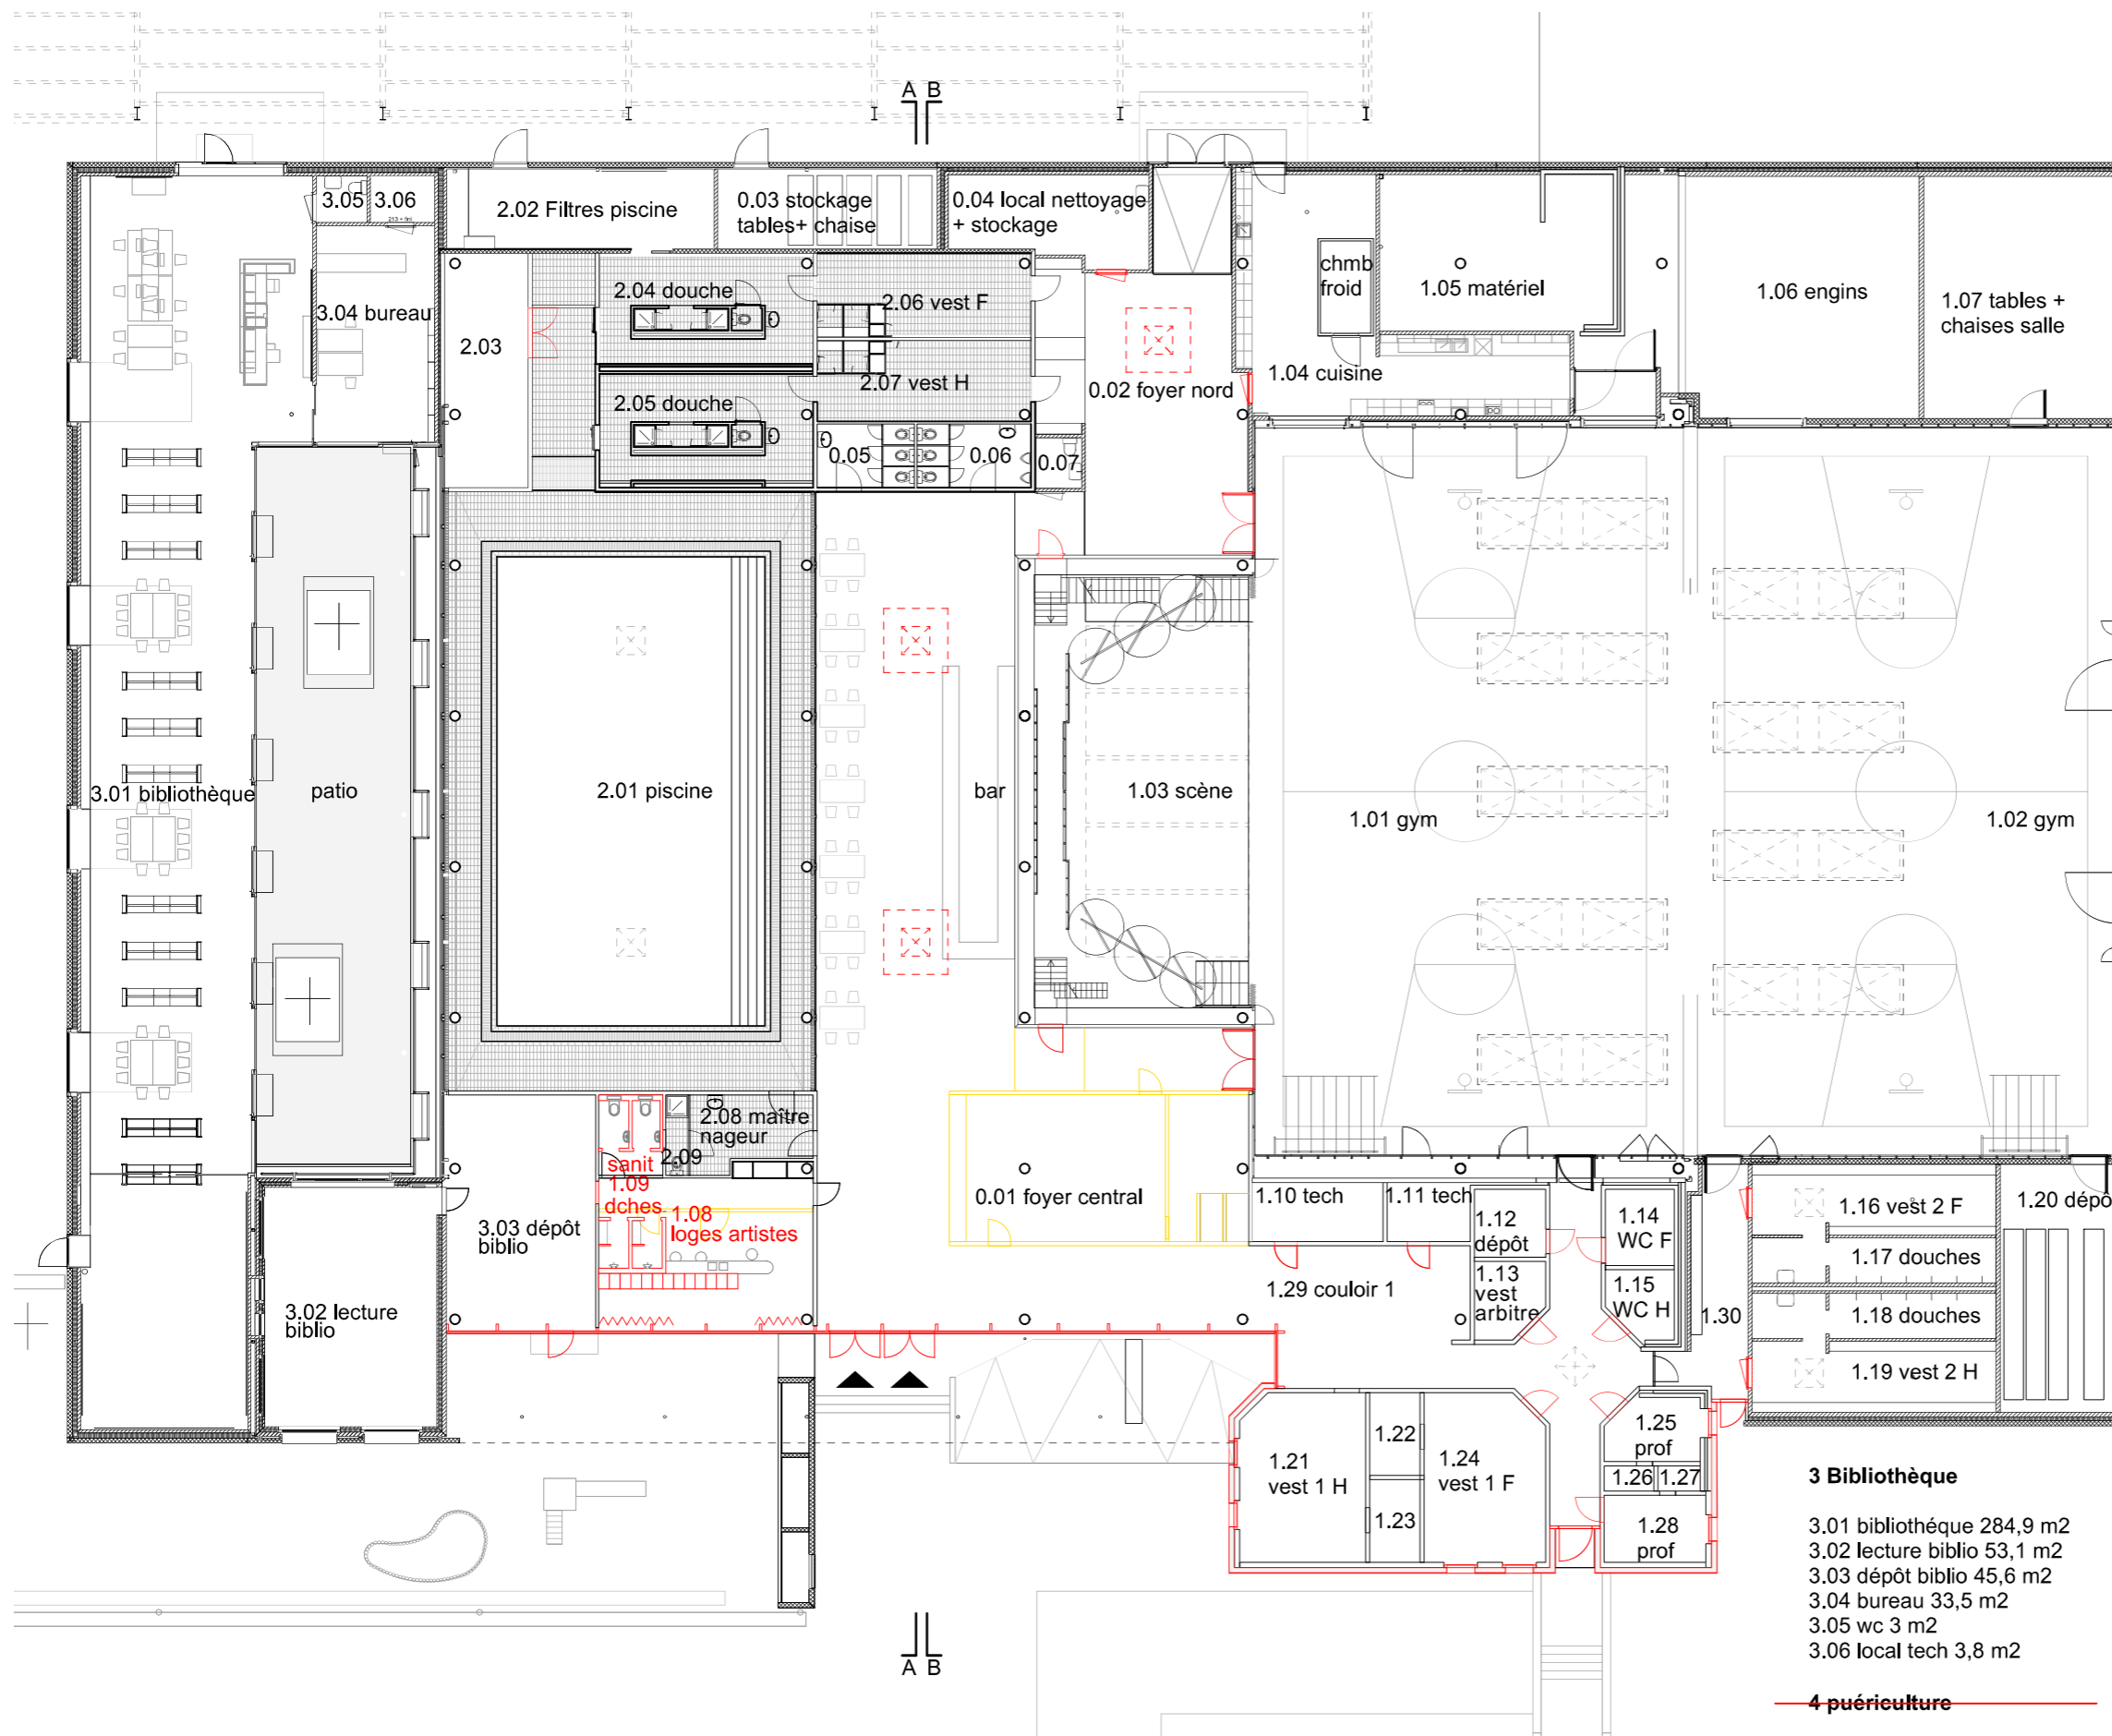 A B
3.05 3.06
2.02 Filtres piscine
0.03 stockage
tables+ chaise
0.04 local nettoyage
+ stockage
chmb
froid
1.05 matériel
1.06 engins
1.07 tables +
chaises salle
3.04 bureau
2.03
2.04 douche
2.06 vest F
2.07 vest H
2.05 douche
0.02 foyer nord
1.04 cuisine
0.05
0.06
0.07
3.01 bibliothèque
patio
2.01 piscine
bar
1.03 scène
1.01 gym
1.02 gym
2.08 maître
nageur
2.09
sanit
1.09
dches
1.08
loges artistes
3.03 dépôt
biblio
0.01 foyer central
1.10 tech
1.11 tech
1.12
dépôt
1.13
vest
arbitre
1.14
WC F
1.15
WC H
1.16 vest 2 F
1.17 douches
1.18 douches
1.19 vest 2 H
1.20 dépô
1.29 couloir 1
1.30
3.02 lecture
biblio
1.21
vest 1 H
1.22
1.23
1.24
vest 1 F
1.25
prof
1.26 1.27
1.28
prof
3 Bibliothèque
3.01 bibliothéque 284,9 m2
3.02 lecture biblio 53,1 m2
3.03 dépôt biblio 45,6 m2
3.04 bureau 33,5 m2
3.05 wc 3 m2
3.06 local tech 3,8 m2
4 puériculture
A B